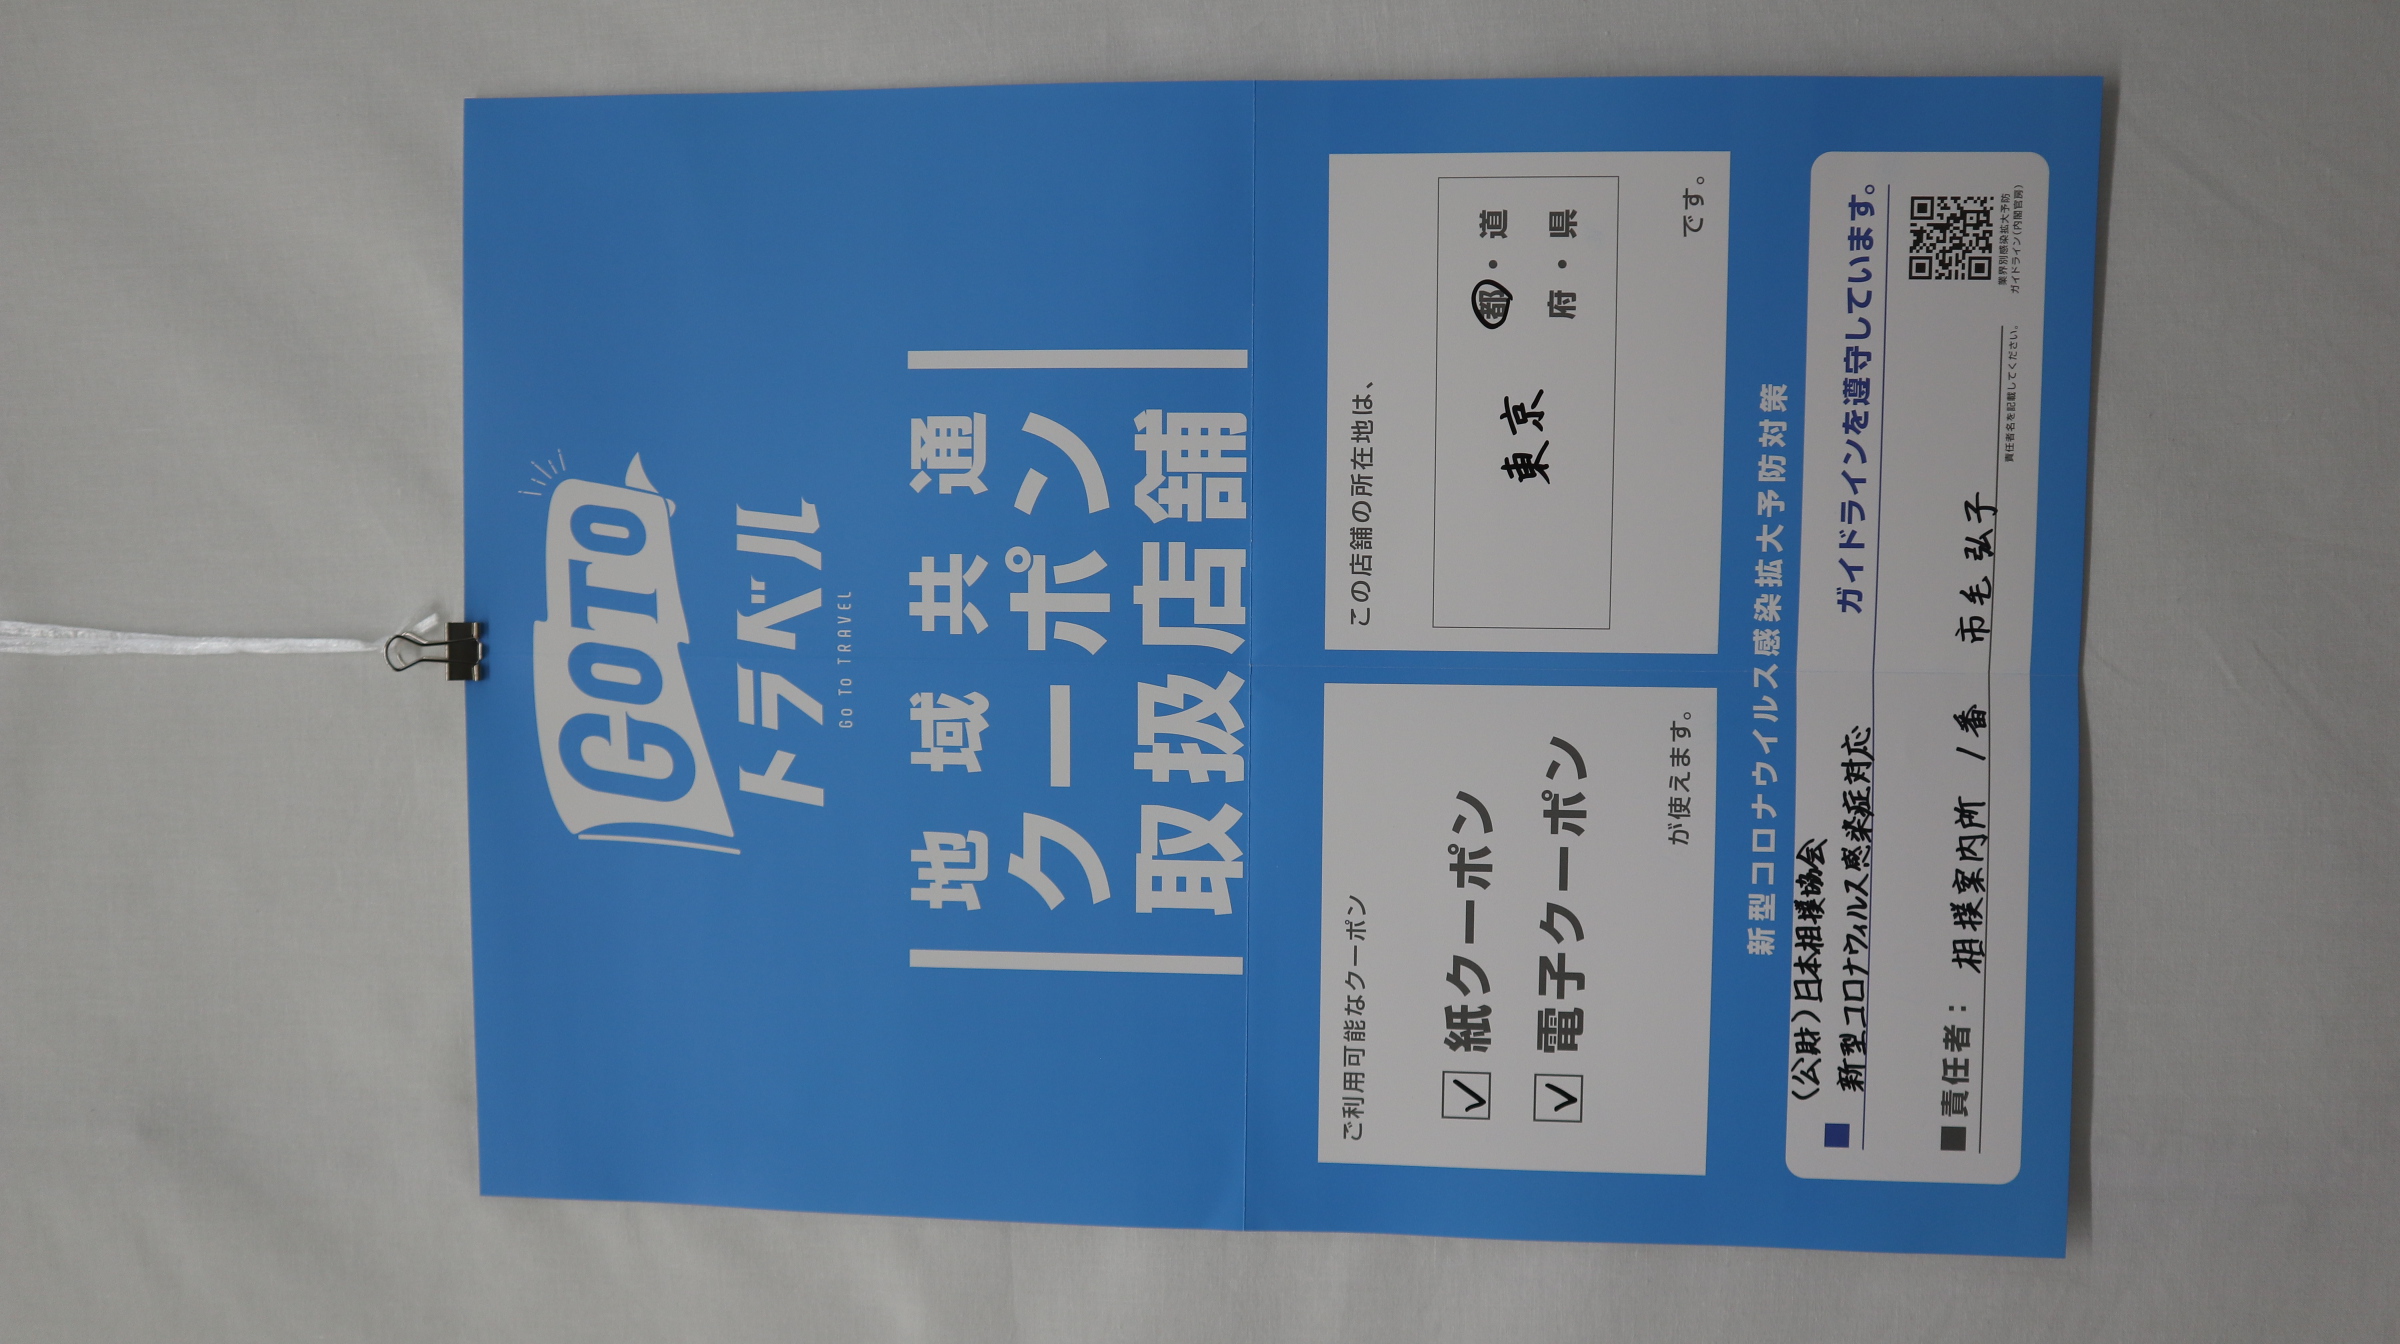 GOTO
トラベル
GO TO TRAVEL
地域共通
クーポン
取扱店舗
ご利用可能なクーポン
紙クーポン
電子クーポン
が使えます。
この店舗の所在地は、
東京 都・道
府・県
です。
新型コロナウイルス感染拡大予防対策
(公財)日本相撲協会
■ 新型コロナウィルス感染症対応 ガイドラインを遵守しています。
■ 責任者: 相撲案内所 1番 市毛弘子
責任者名を記載してください。
業界別感染拡大予防
ガイドライン(内閣官房)